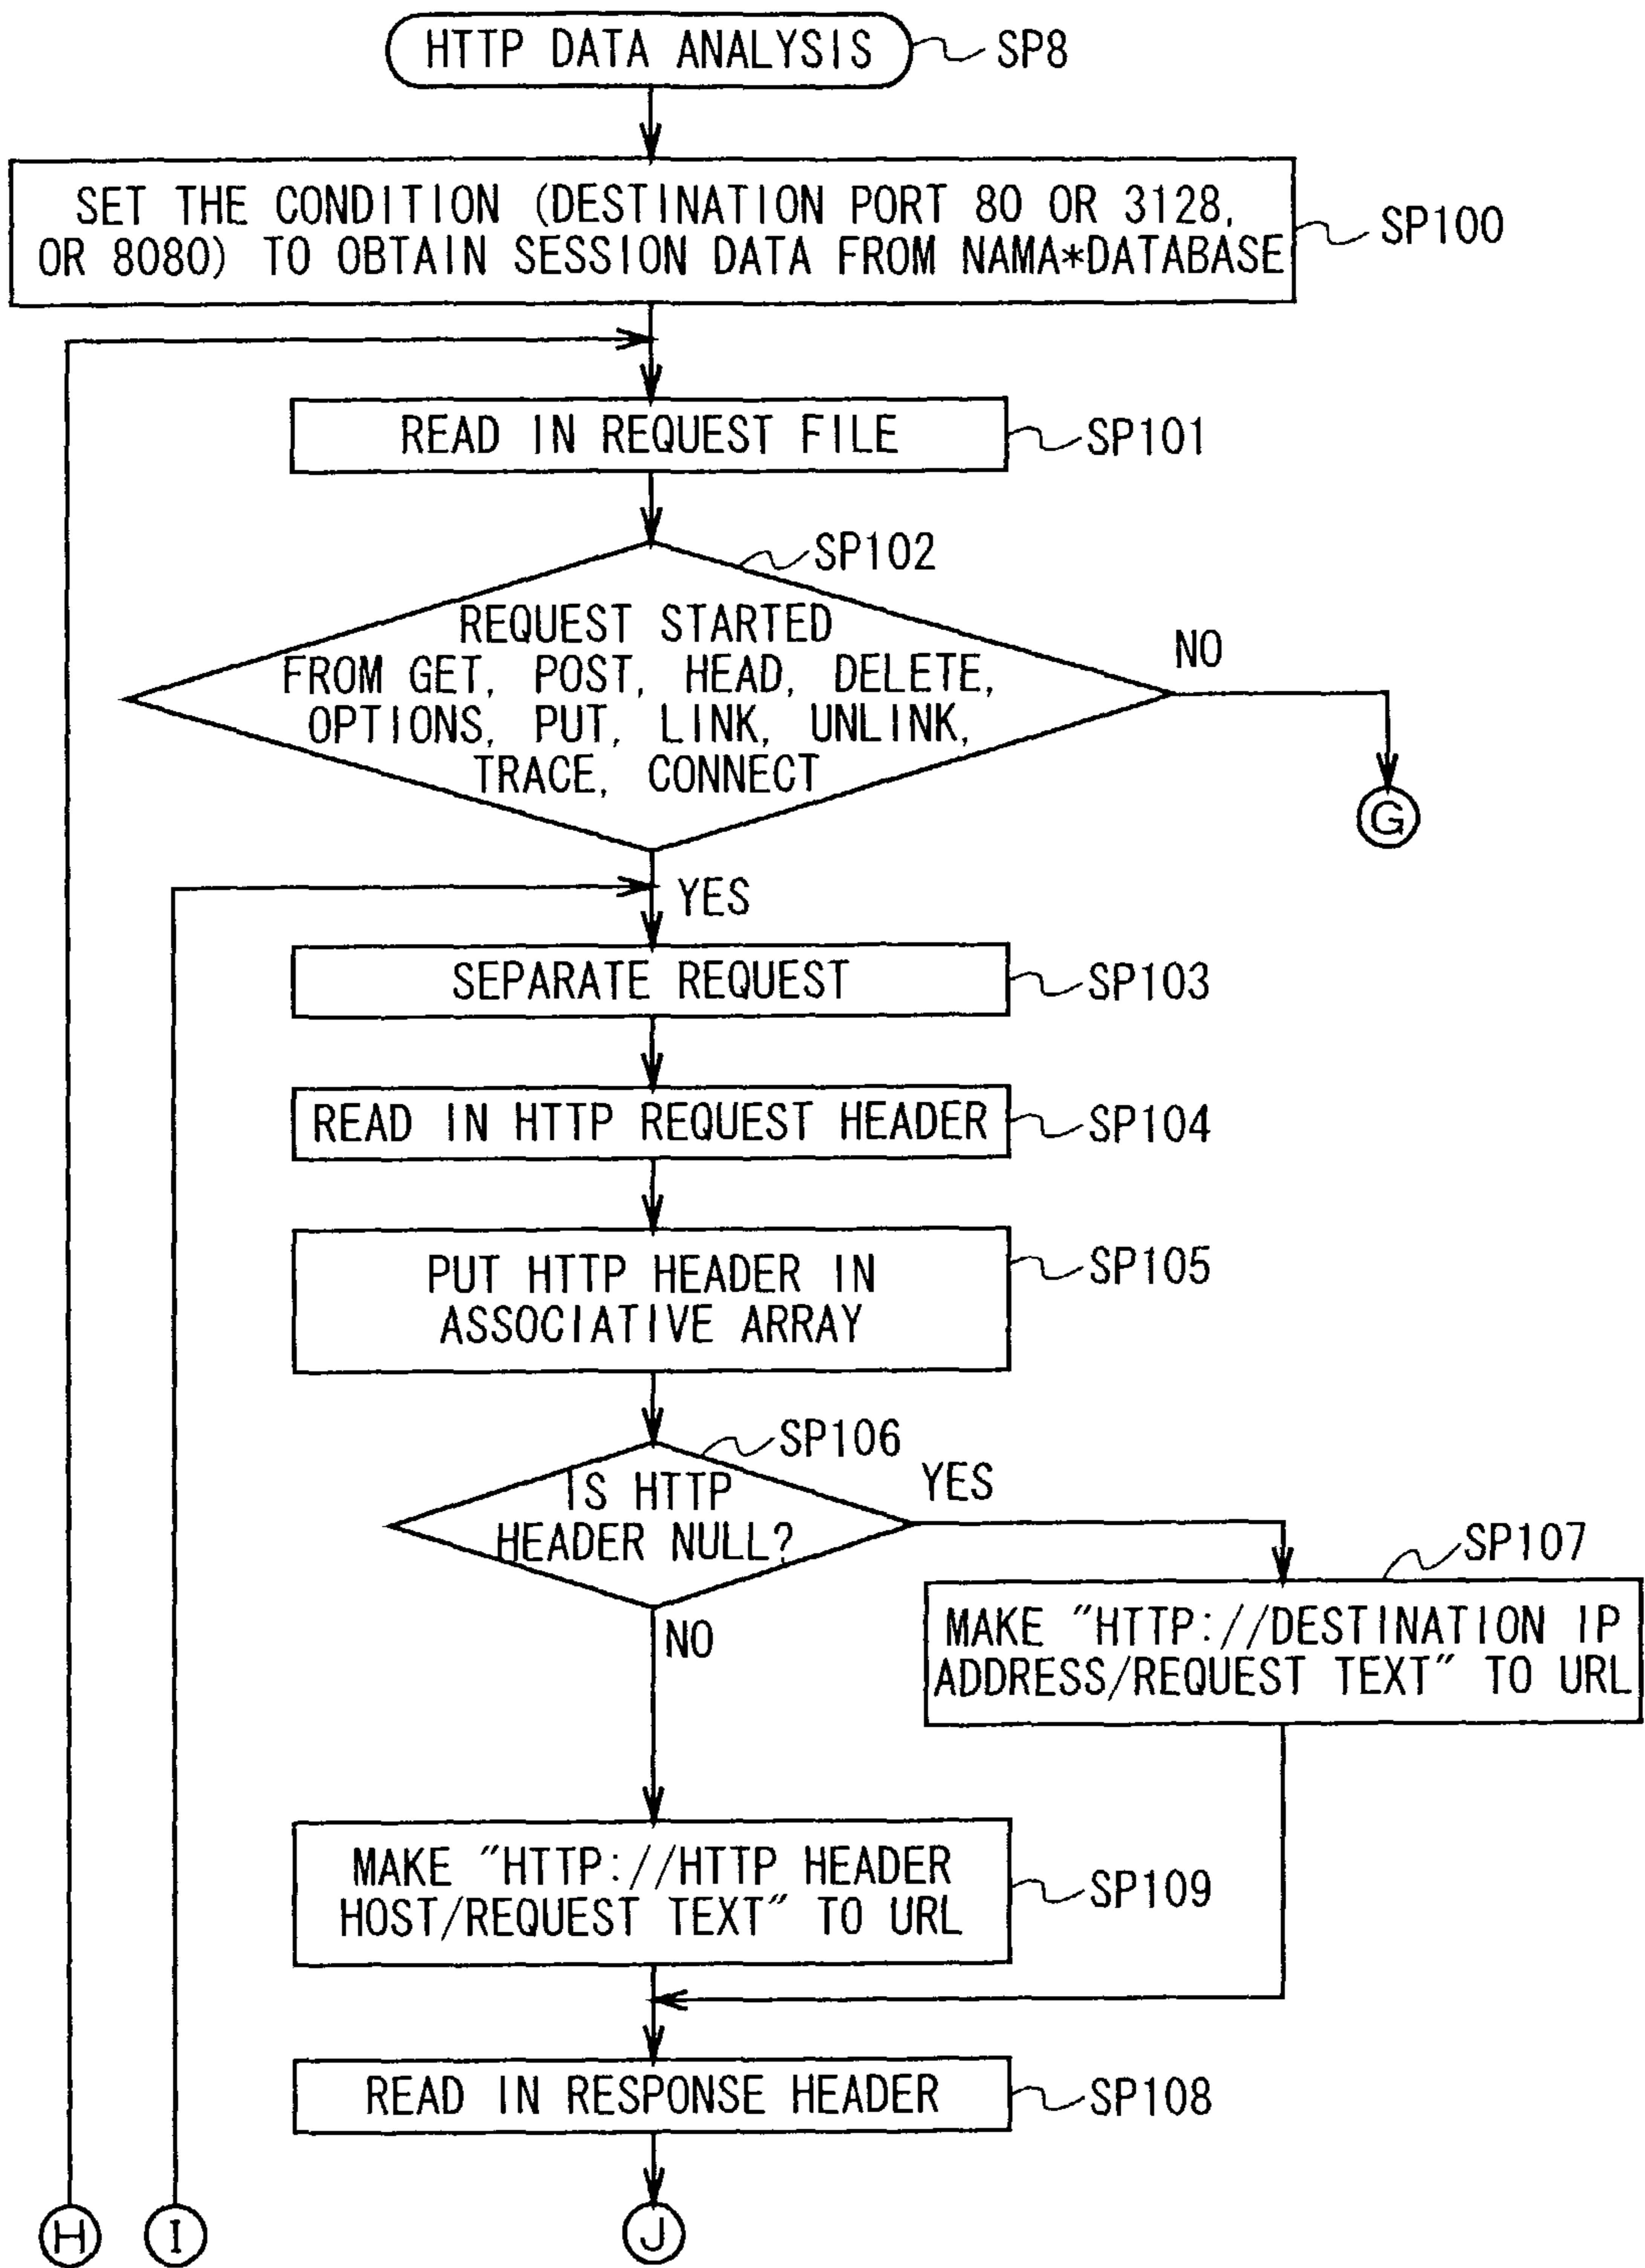 HTTP DATA ANALYSIS
SP8
SET THE CONDITION (DESTINATION PORT 80 OR 3128,
OR 8080) TO OBTAIN SESSION DATA FROM NAMA*DATABASE
SP100
READ IN REQUEST FILE
SP101
SP102
REQUEST STARTED
FROM GET, POST, HEAD, DELETE,
OPTIONS, PUT, LINK, UNLINK,
TRACE, CONNECT
NO
G
YES
SEPARATE REQUEST
SP103
READ IN HTTP REQUEST HEADER
SP104
PUT HTTP HEADER IN
ASSOCIATIVE ARRAY
SP105
SP106
IS HTTP
HEADER NULL?
YES
NO
SP107
MAKE "HTTP://DESTINATION IP
ADDRESS/REQUEST TEXT" TO URL
MAKE "HTTP://HTTP HEADER
HOST/REQUEST TEXT" TO URL
SP109
READ IN RESPONSE HEADER
SP108
H
I
J